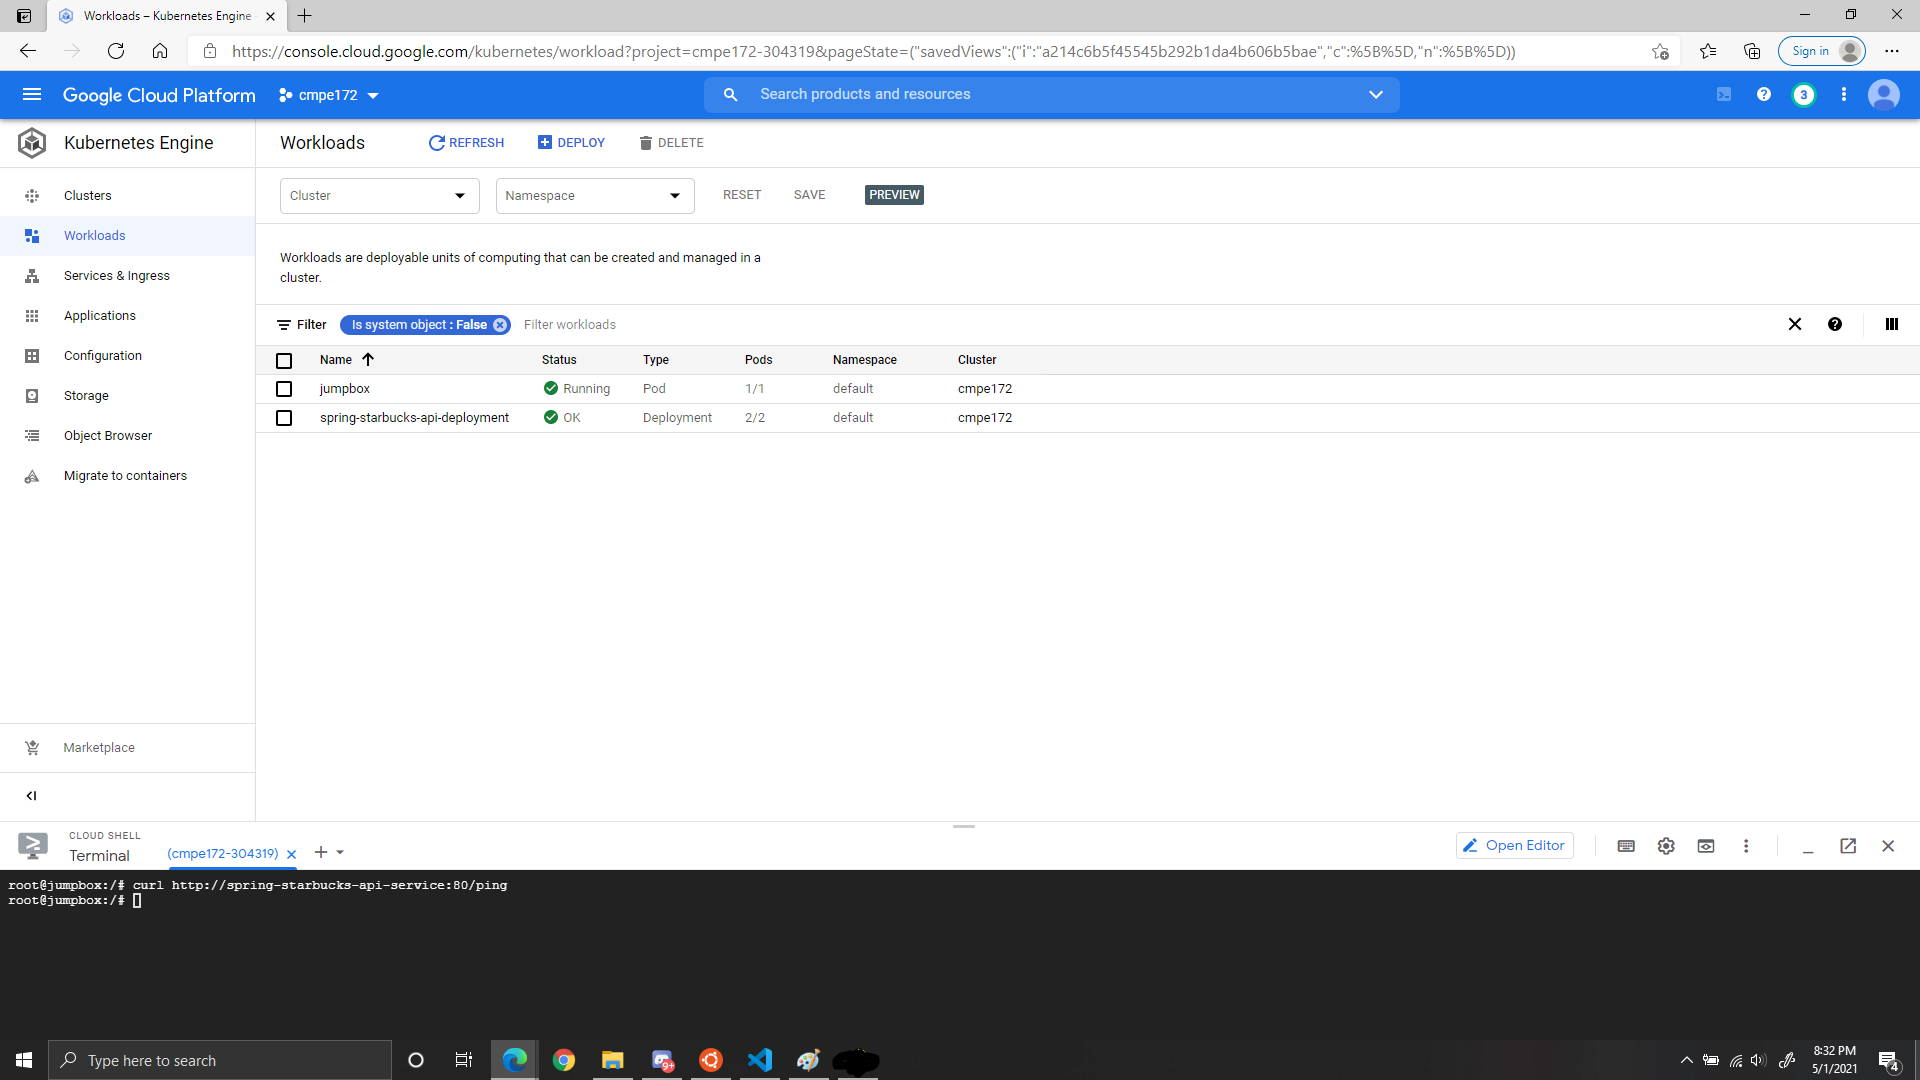 Workloads – Kubernetes Engine
https://console.cloud.google.com/kubernetes/workload?project=cmpe172-304319&pageState=("savedViews":("i":"a214c6b5f45545b292b1da4b606b5bae","c":%5B%5D,"n":%5B%5D))
Sign in
Google Cloud Platform
cmpe172
Search products and resources
3
Kubernetes Engine
Workloads
REFRESH
DEPLOY
DELETE
Clusters
Workloads
Services & Ingress
Applications
Configuration
Storage
Object Browser
Migrate to containers
Marketplace
Cluster
Namespace
RESET
SAVE
PREVIEW
Workloads are deployable units of computing that can be created and managed in a
cluster.
Filter
Is system object : False
Filter workloads
Name Status Type Pods Namespace Cluster
jumpbox Running Pod 1/1 default cmpe172
spring-starbucks-api-deployment OK Deployment 2/2 default cmpe172
CLOUD SHELL
Terminal
(cmpe172-304319)
Open Editor
root@jumpbox:/# curl http://spring-starbucks-api-service:80/ping
root@jumpbox:/#
Type here to search
9+
8:32 PM
5/1/2021
4